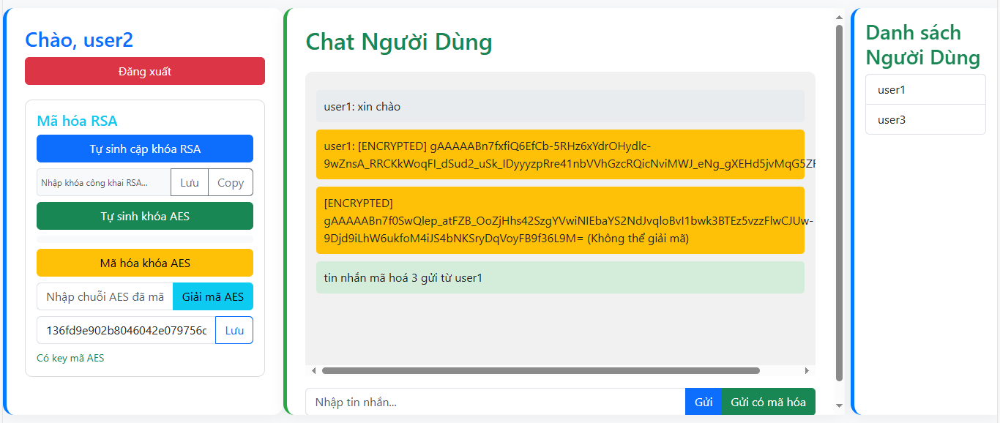 Chào, user2
Đăng xuất
Mã hóa RSA
Tự sinh cặp khóa RSA
Nhập khóa công khai RSA...
Lưu
Copy
Tự sinh khóa AES
Mã hóa khóa AES
Nhập chuỗi AES đã mã
Giải mã AES
136fd9e902b8046042e079756c
Lưu
Có key mã AES
Chat Người Dùng
user1: xin chào
user1: [ENCRYPTED] gAAAAABn7fxfiQ6EfCb-5RHz6xYdrOHydlc-
9wZnsA_RRCKkWoqFI_dSud2_uSk_IDyyyzpRre41nbVVhGzcRQicNviMWJ_eNg_gXEHd5jvMqG5ZF
[ENCRYPTED]
gAAAAABn7f0SwQlep_atFZB_OoZjHhs42SzgYVwiNIEbaYS2NdJvqloBvI1bwk3BTEz5vzzFlwCJUw-
9Djd9iLhW6ukfoM4iJS4bNKSryDqVoyFB9f36L9M= (Không thể giải mã)
tin nhắn mã hoá 3 gửi từ user1
Nhập tin nhắn...
Gửi
Gửi có mã hóa
Danh sách
Người Dùng
user1
user3